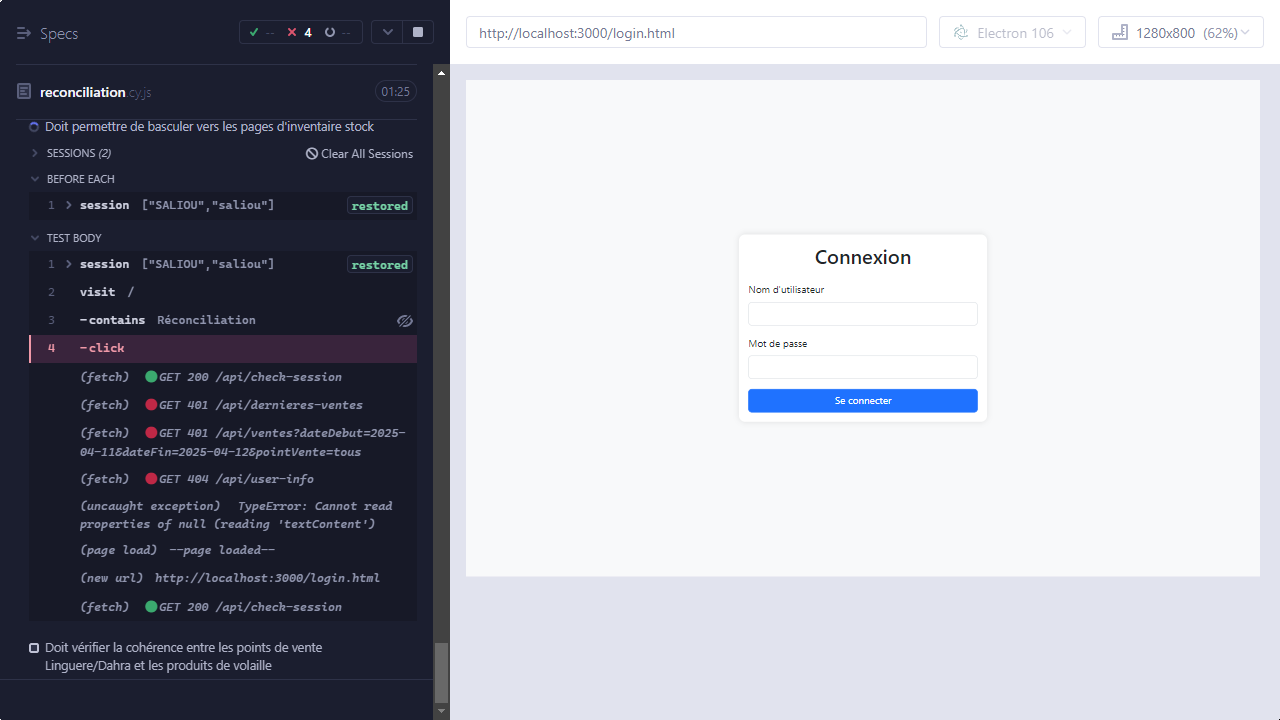 Specs
-- 4 --
http://localhost:3000/login.html
Electron 106
1280x800 (62%)
reconciliation.cy.js
01:25
Doit permettre de basculer vers les pages d'inventaire stock
SESSIONS (2)
Clear All Sessions
BEFORE EACH
1 session ["SALIOU","saliou"] restored
TEST BODY
1 session ["SALIOU","saliou"] restored
2 visit /
3 -contains Réconciliation
4 -click
(fetch) GET 200 /api/check-session
(fetch) GET 401 /api/dernieres-ventes
(fetch) GET 401 /api/ventes?dateDebut=2025-
04-11&dateFin=2025-04-12&pointVente=tous
(fetch) GET 404 /api/user-info
(uncaught exception) TypeError: Cannot read
properties of null (reading 'textContent')
(page load) --page loaded--
(new url) http://localhost:3000/login.html
(fetch) GET 200 /api/check-session
Doit vérifier la cohérence entre les points de vente
Linguere/Dahra et les produits de volaille
Connexion
Nom d'utilisateur
Mot de passe
Se connecter